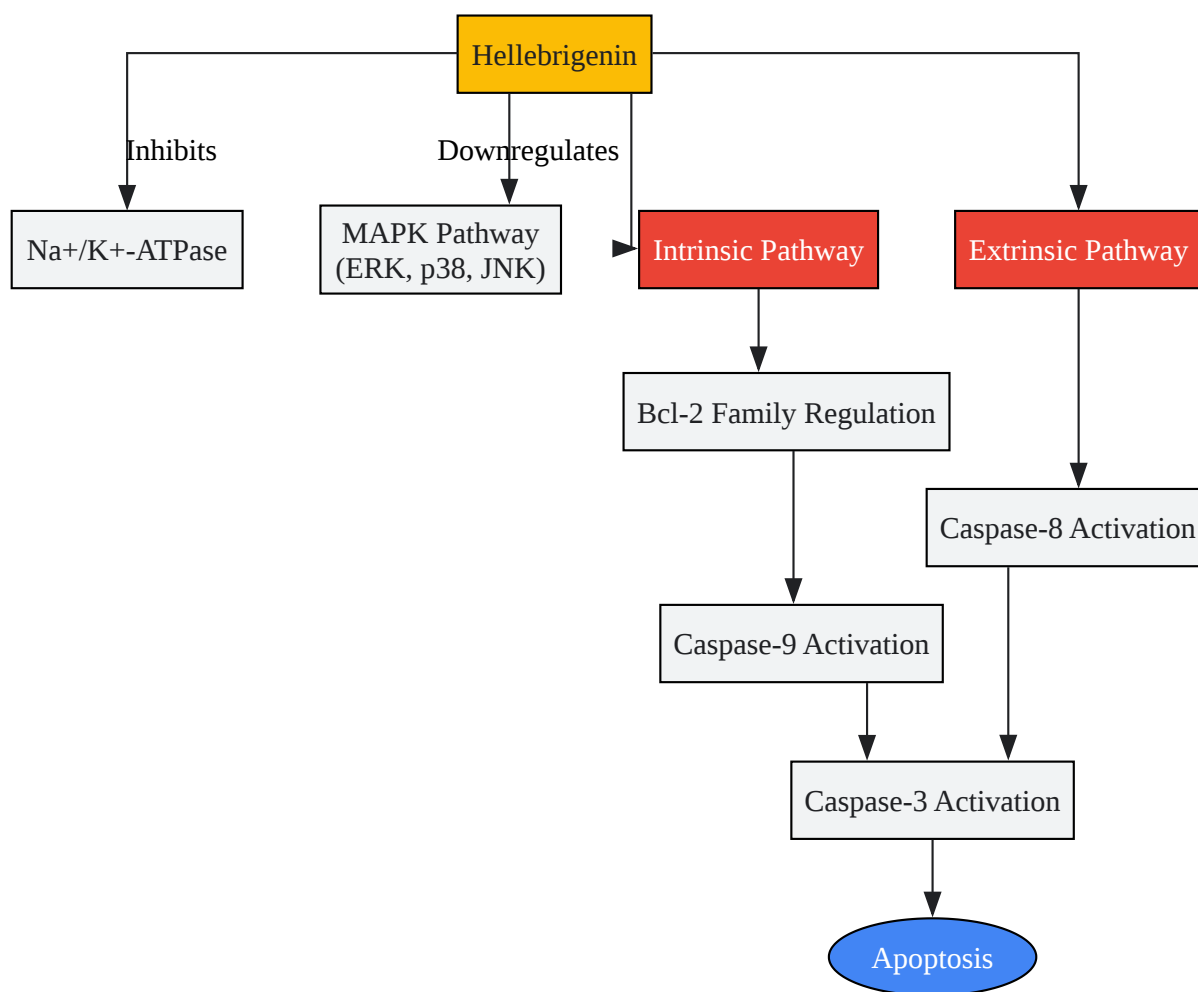 Hellebrigenin
Inhibits
Downregulates
Na+/K+-ATPase
MAPK Pathway
(ERK, p38, JNK)
Intrinsic Pathway
Extrinsic Pathway
Bcl-2 Family Regulation
Caspase-8 Activation
Caspase-9 Activation
Caspase-3 Activation
Apoptosis